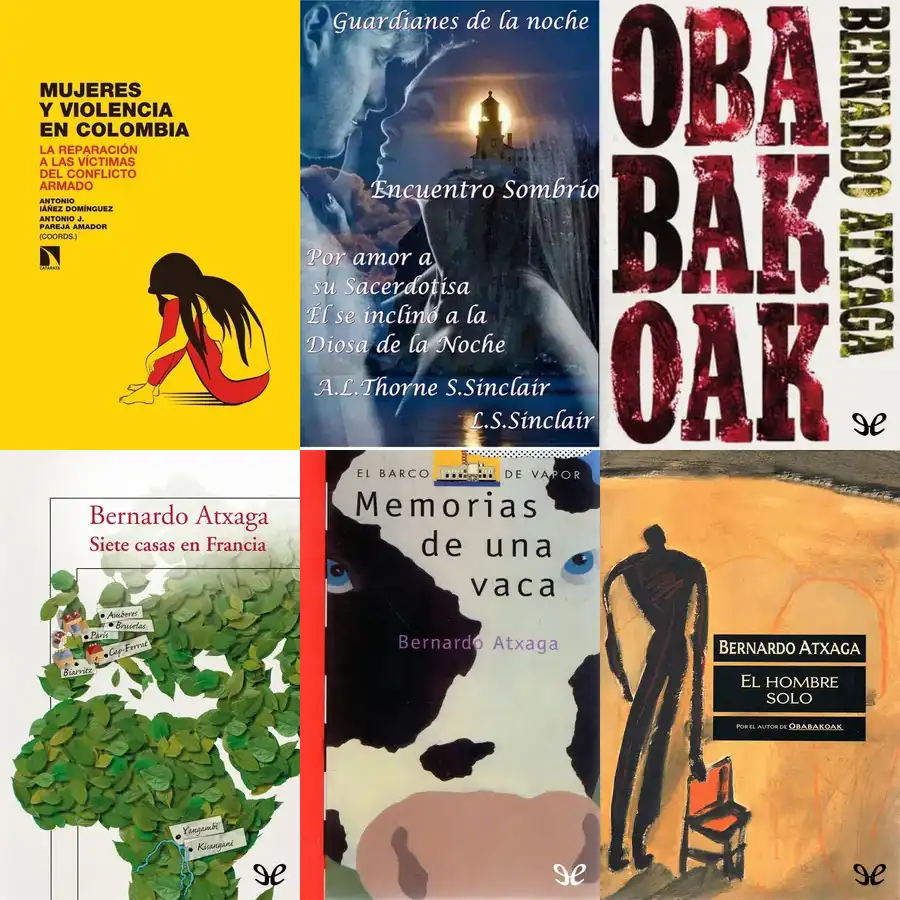 MUJERES
Y VIOLENCIA
EN COLOMBIA
LA REPARACIÓN
A LAS VÍCTIMAS
DEL CONFLICTO
ARMADO
ANTONIO
IÁÑEZ DOMÍNGUEZ
ANTONIO J.
PAREJA AMADOR
(COORDS.)
CATARATA
Guardianes de la noche
Encuentro Sombrío
Por amor a
su Sacerdotisa
Él se inclinó a la
Diosa de la Noche
A.L.Thorne S.Sinclair
L.S.Sinclair
OBA
BAK
OAK
BERNARDO ATXAGA
Bernardo Atxaga
Siete casas en Francia
Amberes
Bruselas
París
Cap-Ferrat
Biarritz
Yangambi
Kisangani
EL BARCO DE VAPOR
Memorias
de una
vaca
Bernardo Atxaga
BERNARDO ATXAGA
EL HOMBRE
SOLO
POR EL AUTOR DE OBABAKOAK